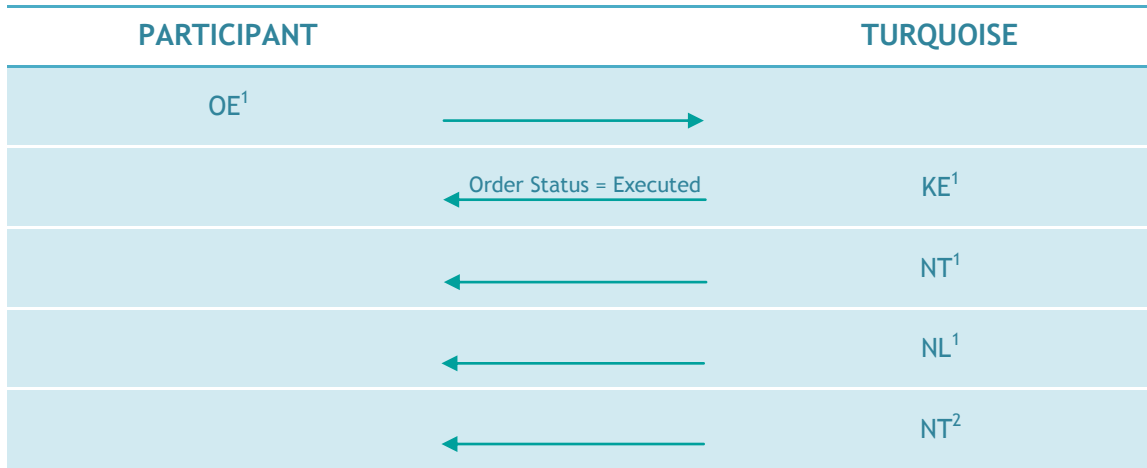 PARTICIPANT TURQUOISE
OE¹
Order Status = Executed KE¹
NT¹
NL¹
NT²